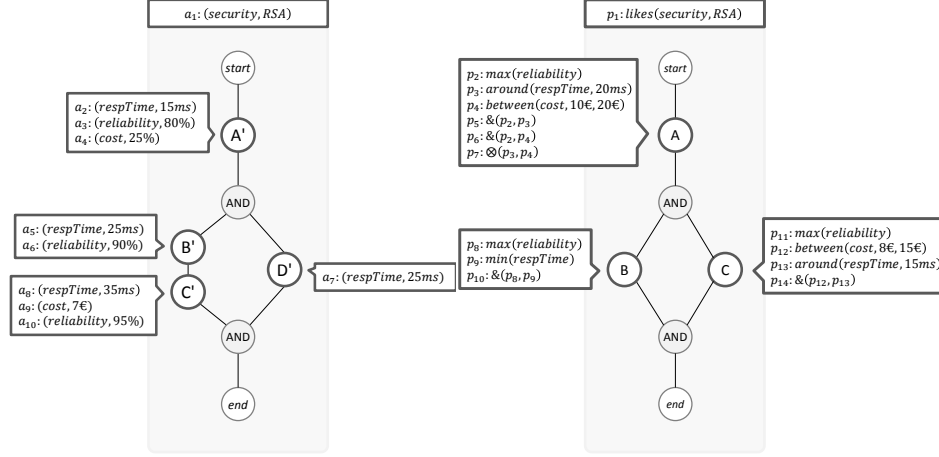 a₁: (security, RSA)
start
a₂: (respTime, 15ms)
a₃: (reliability, 80%)
a₄: (cost, 25%)
A'
AND
a₅: (respTime, 25ms)
a₆: (reliability, 90%)
B'
D'
a₇: (respTime, 25ms)
a₈: (respTime, 35ms)
a₉: (cost, 7€)
a₁₀: (reliability, 95%)
C'
AND
end
p₁: likes(security, RSA)
start
p₂: max(reliability)
p₃: around(respTime, 20ms)
p₄: between(cost, 10€, 20€)
p₅: &(p₂, p₃)
p₆: &(p₂, p₄)
p₇: ⊗(p₃, p₄)
A
AND
p₈: max(reliability)
p₉: min(respTime)
p₁₀: &(p₈, p₉)
B
C
p₁₁: max(reliability)
p₁₂: between(cost, 8€, 15€)
p₁₃: around(respTime, 15ms)
p₁₄: &(p₁₂, p₁₃)
AND
end